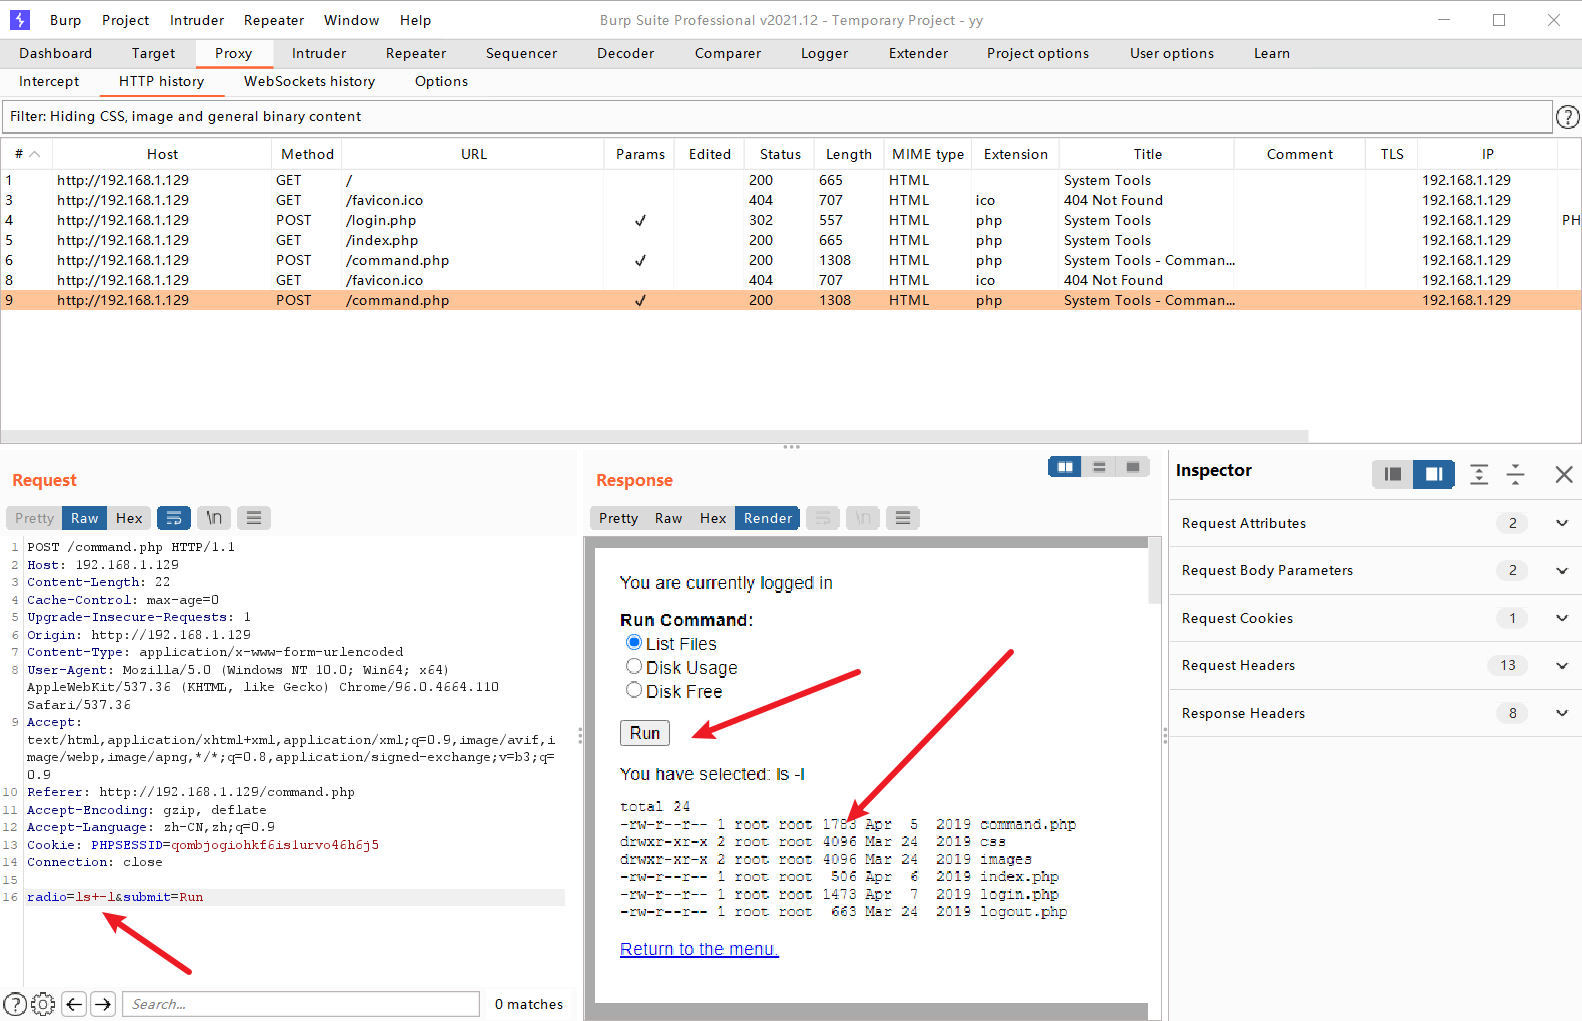 Burp Project Intruder Repeater Window Help Burp Suite Professional v2021.12 - Temporary Project - yy
Dashboard Target Proxy Intruder Repeater Sequencer Decoder Comparer Logger Extender Project options User options Learn
Intercept HTTP history WebSockets history Options
Filter: Hiding CSS, image and general binary content ?
# Host Method URL Params Edited Status Length MIME type Extension Title Comment TLS IP
1 http://192.168.1.129 GET / 200 665 HTML System Tools 192.168.1.129
3 http://192.168.1.129 GET /favicon.ico 404 707 HTML ico 404 Not Found 192.168.1.129
4 http://192.168.1.129 POST /login.php ✓ 302 557 HTML php System Tools 192.168.1.129 PH
5 http://192.168.1.129 GET /index.php 200 665 HTML php System Tools 192.168.1.129
6 http://192.168.1.129 POST /command.php ✓ 200 1308 HTML php System Tools - Comman... 192.168.1.129
8 http://192.168.1.129 GET /favicon.ico 404 707 HTML ico 404 Not Found 192.168.1.129
9 http://192.168.1.129 POST /command.php ✓ 200 1308 HTML php System Tools - Comman... 192.168.1.129
Request
Pretty Raw Hex \n
1 POST /command.php HTTP/1.1
2 Host: 192.168.1.129
3 Content-Length: 22
4 Cache-Control: max-age=0
5 Upgrade-Insecure-Requests: 1
6 Origin: http://192.168.1.129
7 Content-Type: application/x-www-form-urlencoded
8 User-Agent: Mozilla/5.0 (Windows NT 10.0; Win64; x64)
AppleWebKit/537.36 (KHTML, like Gecko) Chrome/96.0.4664.110
Safari/537.36
9 Accept:
text/html,application/xhtml+xml,application/xml;q=0.9,image/avif,i
mage/webp,image/apng,*/*;q=0.8,application/signed-exchange;v=b3;q=
0.9
10 Referer: http://192.168.1.129/command.php
11 Accept-Encoding: gzip, deflate
12 Accept-Language: zh-CN,zh;q=0.9
13 Cookie: PHPSESSID=qombjogiohkf6is1urvo46h6j5
14 Connection: close
15
16 radio=ls+-l&submit=Run
? Search... 0 matches
Response
Pretty Raw Hex Render \n
You are currently logged in
Run Command:
List Files
Disk Usage
Disk Free
Run
You have selected: ls -l
total 24
-rw-r--r-- 1 root root 1783 Apr 5 2019 command.php
drwxr-xr-x 2 root root 4096 Mar 24 2019 css
drwxr-xr-x 2 root root 4096 Mar 24 2019 images
-rw-r--r-- 1 root root 506 Apr 6 2019 index.php
-rw-r--r-- 1 root root 1473 Apr 7 2019 login.php
-rw-r--r-- 1 root root 663 Mar 24 2019 logout.php
Return to the menu.
Inspector
Request Attributes 2
Request Body Parameters 2
Request Cookies 1
Request Headers 13
Response Headers 8